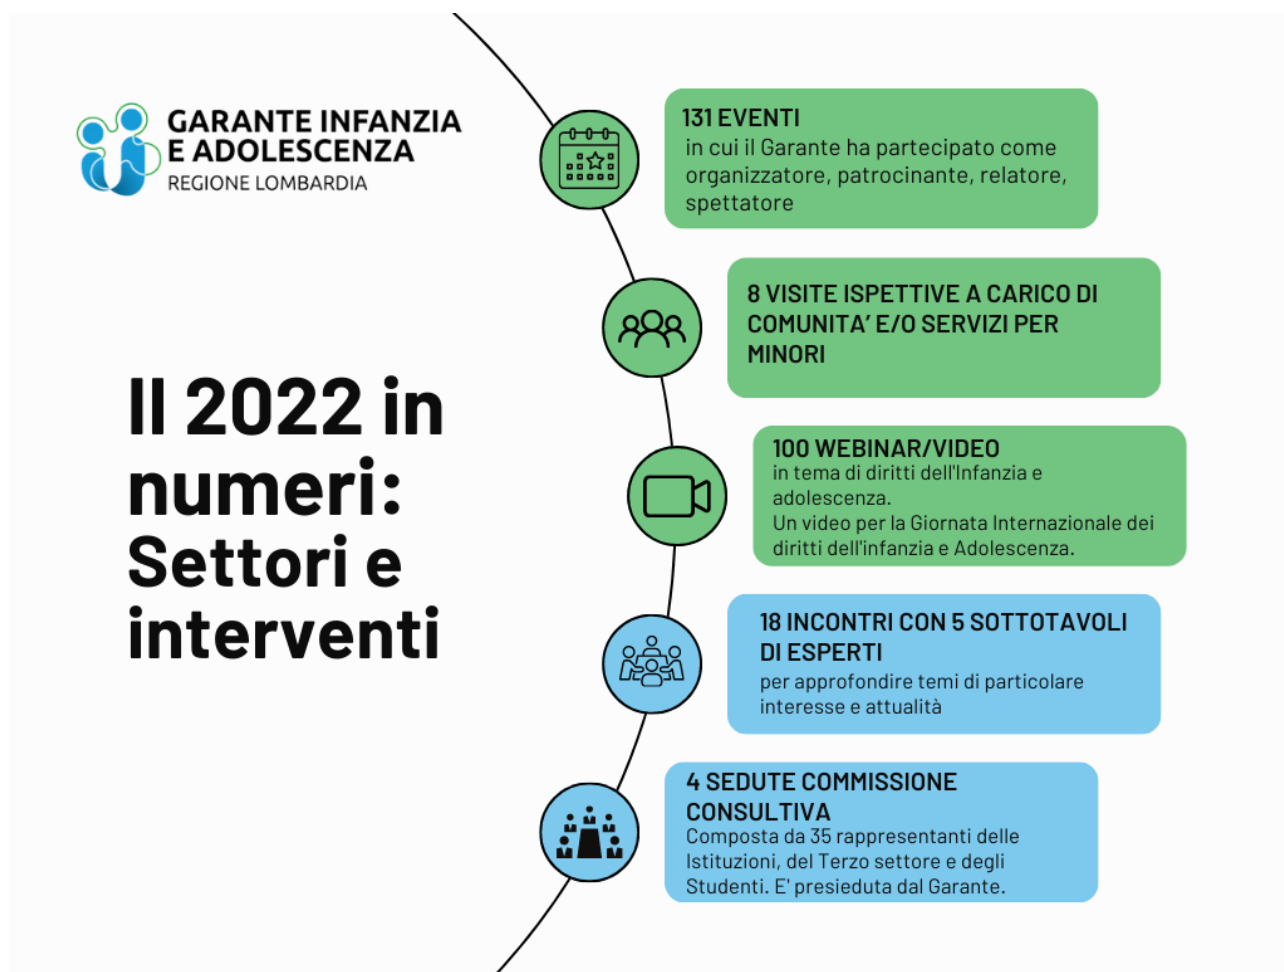 GARANTE INFANZIA
E ADOLESCENZA
REGIONE LOMBARDIA
Il 2022 in
numeri:
Settori e
interventi
131 EVENTI
in cui il Garante ha partecipato come
organizzatore, patrocinante, relatore,
spettatore
8 VISITE ISPETTIVE A CARICO DI
COMUNITA’ E/O SERVIZI PER
MINORI
100 WEBINAR/VIDEO
in tema di diritti dell'Infanzia e
adolescenza.
Un video per la Giornata Internazionale dei
diritti dell'infanzia e Adolescenza.
18 INCONTRI CON 5 SOTTOTAVOLI
DI ESPERTI
per approfondire temi di particolare
interesse e attualità
4 SEDUTE COMMISSIONE
CONSULTIVA
Composta da 35 rappresentanti delle
Istituzioni, del Terzo settore e degli
Studenti. E' presieduta dal Garante.